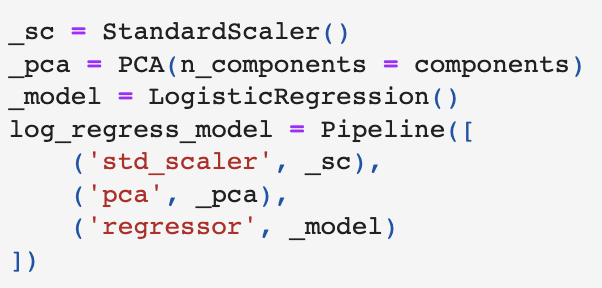 _sc = StandardScaler()
_pca = PCA(n_components = components)
_model = LogisticRegression()
log_regress_model = Pipeline([
    ('std_scaler', _sc),
    ('pca', _pca),
    ('regressor', _model)
])